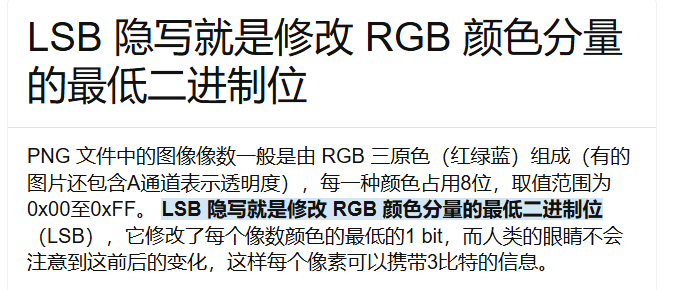 LSB 隐写就是修改 RGB 颜色分量
的最低二进制位
PNG 文件中的图像像数一般是由 RGB 三原色（红绿蓝）组成（有的
图片还包含A通道表示透明度），每一种颜色占用8位，取值范围为
0x00至0xFF。 LSB 隐写就是修改 RGB 颜色分量的最低二进制位
（LSB），它修改了每个像数颜色的最低的1 bit，而人类的眼睛不会
注意到这前后的变化，这样每个像素可以携带3比特的信息。